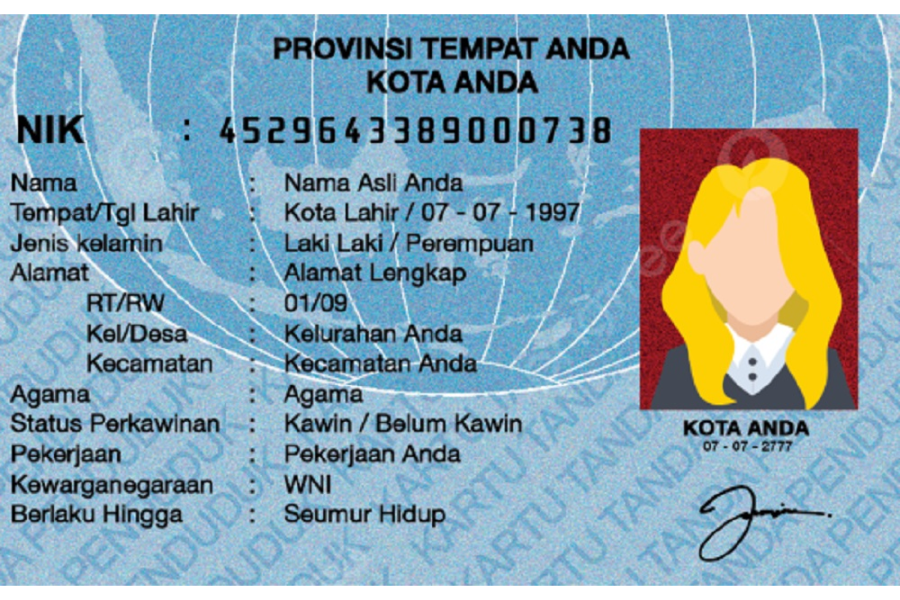 PROVINSI TEMPAT ANDA
KOTA ANDA
NIK : 4529643389000738
Nama : Nama Asli Anda
Tempat/Tgl Lahir : Kota Lahir / 07 - 07 - 1997
Jenis kelamin : Laki Laki / Perempuan
Alamat : Alamat Lengkap
RT/RW : 01/09
Kel/Desa : Kelurahan Anda
Kecamatan : Kecamatan Anda
Agama : Agama
Status Perkawinan : Kawin / Belum Kawin
Pekerjaan : Pekerjaan Anda
Kewarganegaraan : WNI
Berlaku Hingga : Seumur Hidup
KOTA ANDA
07 - 07 - 2777
KARTU TANDA PENDUDUK